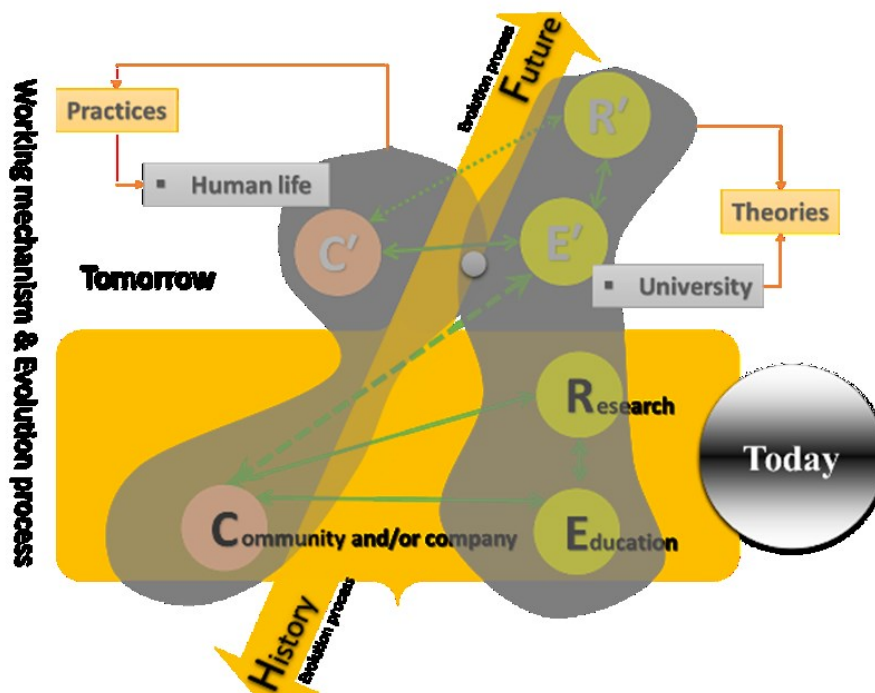 Working mechanism & Evolution process
Evolution process
Future
R'
Practices
▪ Human life
Theories
C'
E'
Tomorrow
▪ University
Research
Today
Community and/or company
Education
History
Evolution process